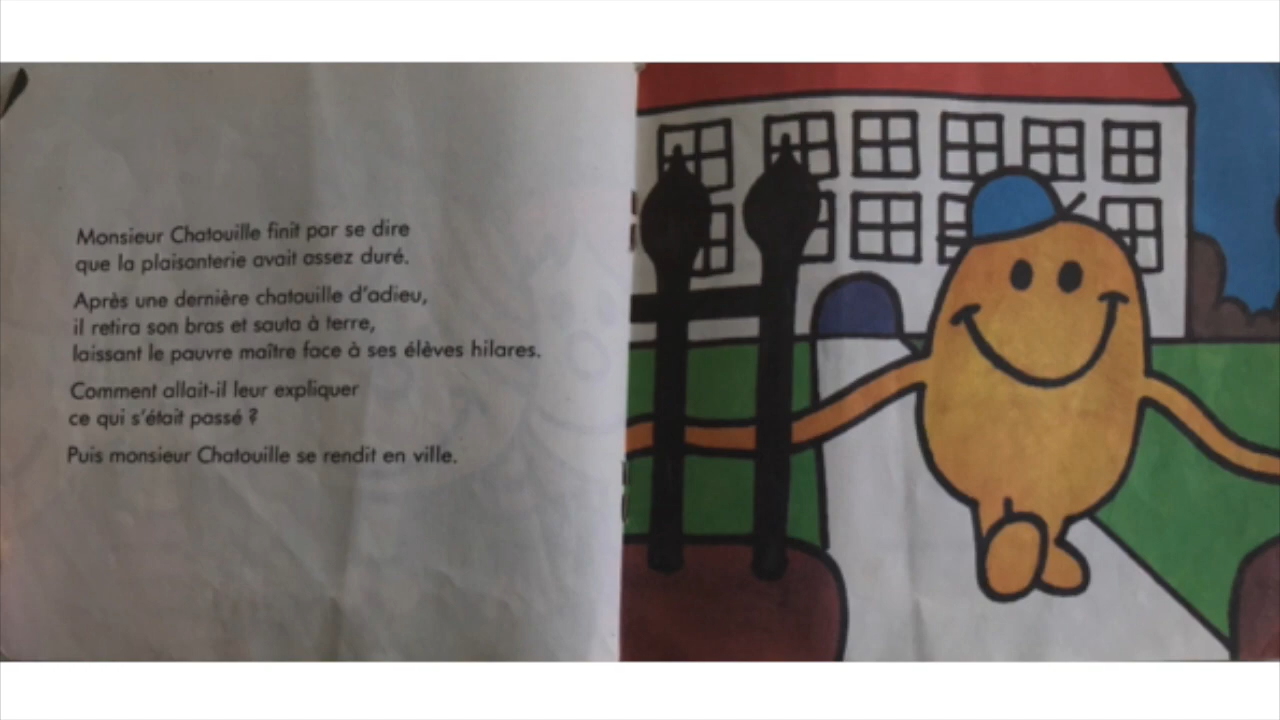 Monsieur Chatouille finit par se dire
que la plaisanterie avait assez duré.
Après une dernière chatouille d'adieu,
il retira son bras et sauta à terre,
laissant le pauvre maître face à ses élèves hilares.
Comment allait-il leur expliquer
ce qui s'était passé ?
Puis monsieur Chatouille se rendit en ville.